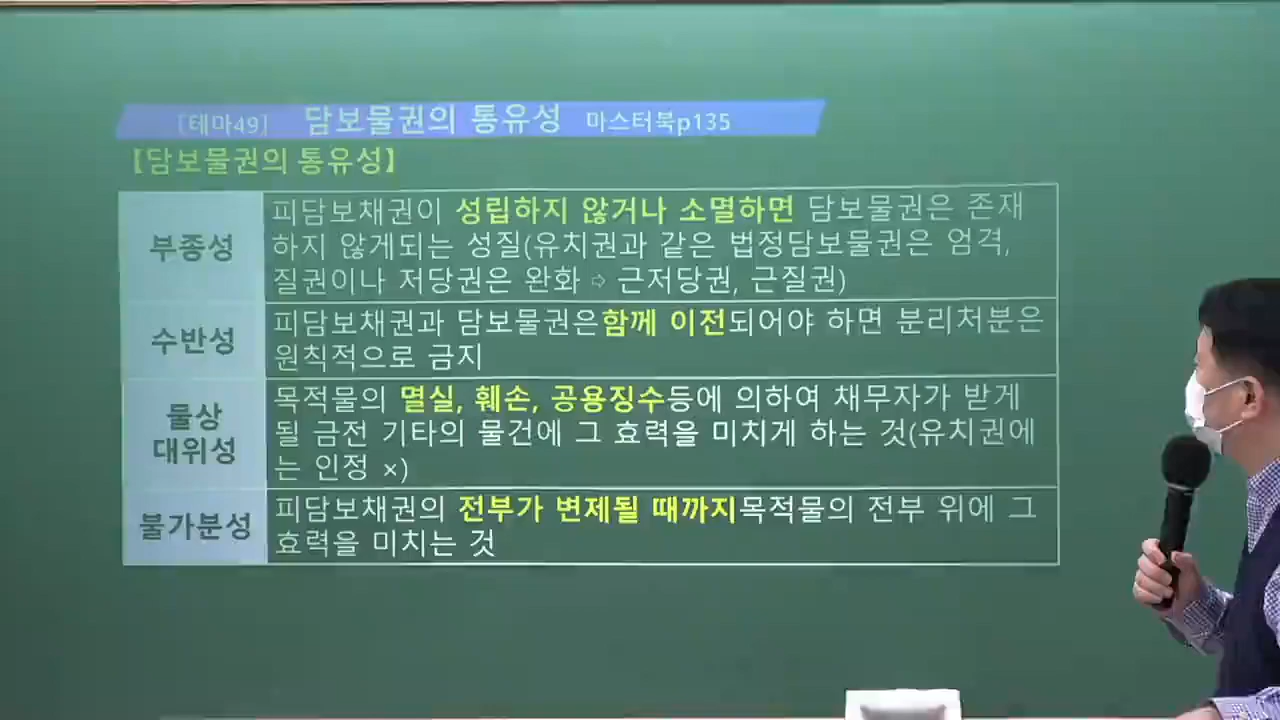 [테마49] 담보물권의 통유성 마스터북p135
【담보물권의 통유성】
부종성
피담보채권이 성립하지 않거나 소멸하면 담보물권은 존재
하지 않게되는 성질(유치권과 같은 법정담보물권은 엄격,
질권이나 저당권은 완화 ⇨ 근저당권, 근질권)
수반성
피담보채권과 담보물권은함께 이전되어야 하면 분리처분은
원칙적으로 금지
물상
대위성
목적물의 멸실, 훼손, 공용징수등에 의하여 채무자가 받게
될 금전 기타의 물건에 그 효력을 미치게 하는 것(유치권에
는 인정 ×)
불가분성
피담보채권의 전부가 변제될 때까지목적물의 전부 위에 그
효력을 미치는 것